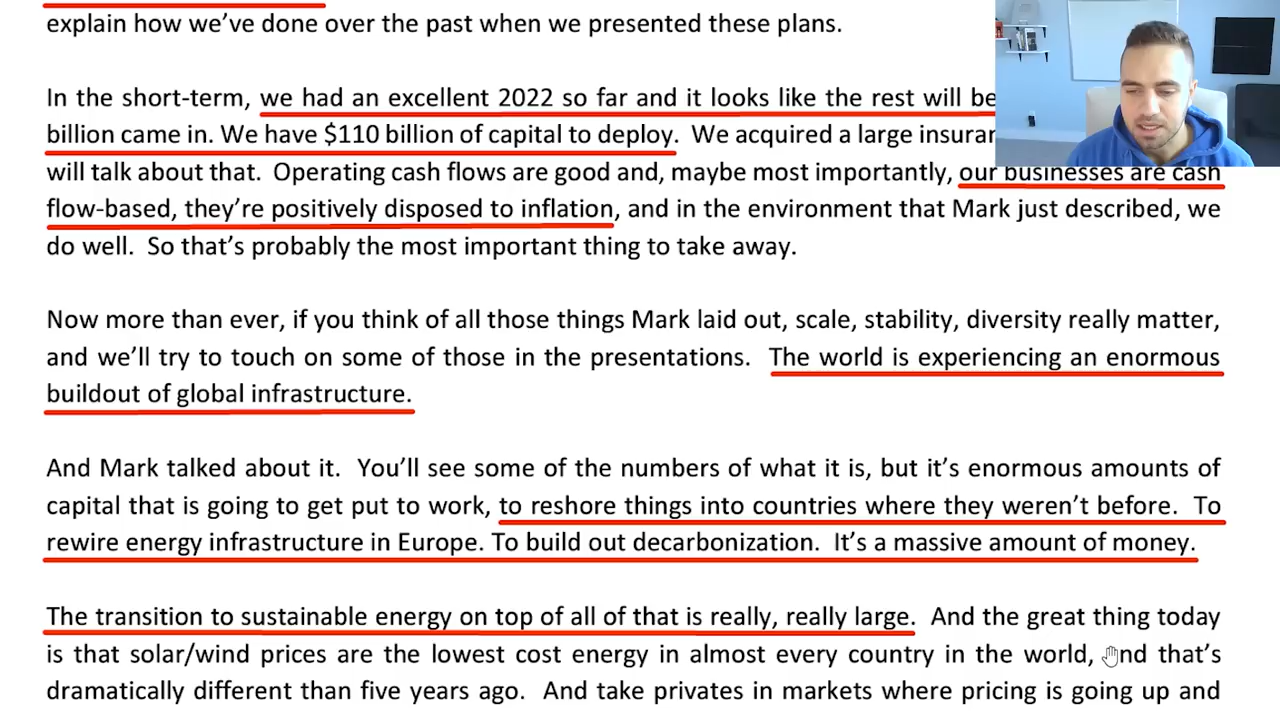 explain how we've done over the past when we presented these plans.
In the short-term, we had an excellent 2022 so far and it looks like the rest will be
billion came in. We have $110 billion of capital to deploy. We acquired a large
will talk about that. Operating cash flows are good and, maybe most importantly, our businesses are cash
flow-based, they're positively disposed to inflation, and in the environment that Mark just described, we
do well. So that's probably the most important thing to take away.
Now more than ever, if you think of all those things Mark laid out, scale, stability, diversity really matter,
and we'll try to touch on some of those in the presentations. The world is experiencing an enormous
buildout of global infrastructure.
And Mark talked about it. You'll see some of the numbers of what it is, but it's enormous amounts of
capital that is going to get put to work, to reshore things into countries where they weren't before. To
rewire energy infrastructure in Europe. To build out decarbonization. It's a massive amount of money.
The transition to sustainable energy on top of all of that is really, really large. And the great thing today
is that solar/wind prices are the lowest cost energy in almost every country in the world, and that's
dramatically different than five years ago. And take privates in markets where pricing is going up and